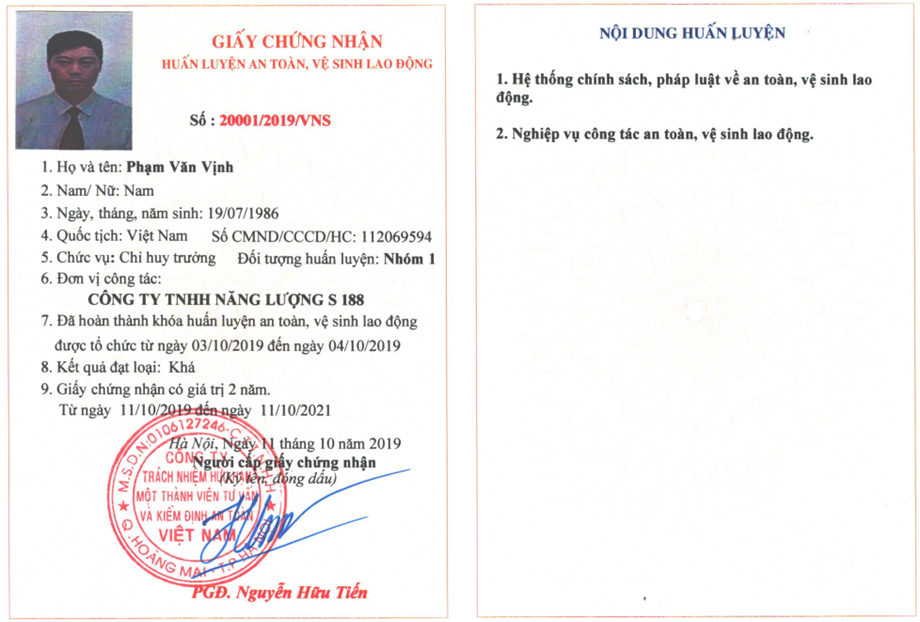 GIẤY CHỨNG NHẬN
HUẤN LUYỆN AN TOÀN, VỆ SINH LAO ĐỘNG
Số : 20001/2019/VNS
1. Họ và tên: Phạm Văn Vịnh
2. Nam/ Nữ: Nam
3. Ngày, tháng, năm sinh: 19/07/1986
4. Quốc tịch: Việt Nam Số CMND/CCCD/HC: 112069594
5. Chức vụ: Chỉ huy trưởng Đối tượng huấn luyện: Nhóm 1
6. Đơn vị công tác:
CÔNG TY TNHH NĂNG LƯỢNG S 188
7. Đã hoàn thành khóa huấn luyện an toàn, vệ sinh lao động
được tổ chức từ ngày 03/10/2019 đến ngày 04/10/2019
8. Kết quả đạt loại: Khá
9. Giấy chứng nhận có giá trị 2 năm.
Từ ngày 11/10/2019 đến ngày 11/10/2021
Hà Nội, Ngày 11 tháng 10 năm 2019
Người cấp giấy chứng nhận
(Ký tên, đóng dấu)
M.S.D.N:0106127246-C.T.T.N.H.H
CÔNG TY
TRÁCH NHIỆM HỮU HẠN
MỘT THÀNH VIÊN TƯ VẤN
VÀ KIỂM ĐỊNH AN TOÀN
VIỆT NAM
Q. HOÀNG MAI - T.P HÀ NỘI
PGĐ. Nguyễn Hữu Tiến
NỘI DUNG HUẤN LUYỆN
1. Hệ thống chính sách, pháp luật về an toàn, vệ sinh lao
động.
2. Nghiệp vụ công tác an toàn, vệ sinh lao động.